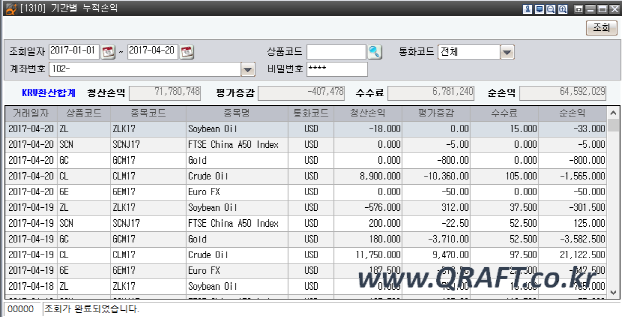 [1310] 기간별 누적손익
조회
조회일자 2017-01-01 ~ 2017-04-20 상품코드 통화코드 전체
계좌번호 102- 비밀번호 ****
KRW환산합계 청산손익 71,780,748 평가증감 -407,478 수수료 6,781,240 순손익 64,592,029
거래일자 상품코드 종목코드 종목명 통화코드 청산손익 평가증감 수수료 순손익
2017-04-20 ZL ZLK17 Soybean Oil USD -18.000 0.00 15.000 -33.000
2017-04-20 SCN SCNJ17 FTSE China A50 Index USD 0.000 -5.00 0.000 -5.000
2017-04-20 GC GCM17 Gold USD 0.000 -800.00 0.000 -800.000
2017-04-20 CL CLM17 Crude Oil USD 8,900.000 -10,360.00 105.000 -1,565.000
2017-04-20 6E 6EM17 Euro FX USD 0.000 -50.00 0.000 -50.000
2017-04-19 ZL ZLK17 Soybean Oil USD -576.000 312.00 37.500 -301.500
2017-04-19 SCN SCNJ17 FTSE China A50 Index USD 200.000 -22.50 52.500 125.000
2017-04-19 GC GCM17 Gold USD 180.000 -3,710.00 52.500 -3,582.500
2017-04-19 CL CLM17 Crude Oil USD 11,750.000 9,470.00 97.500 21,122.500
2017-04-19 6E 6EM17 Euro FX USD 187.500
2017-04-18 ZL ZLK17 Soybean Oil USD
www.QRAFT.co.kr
00000 조회가 완료되었습니다.